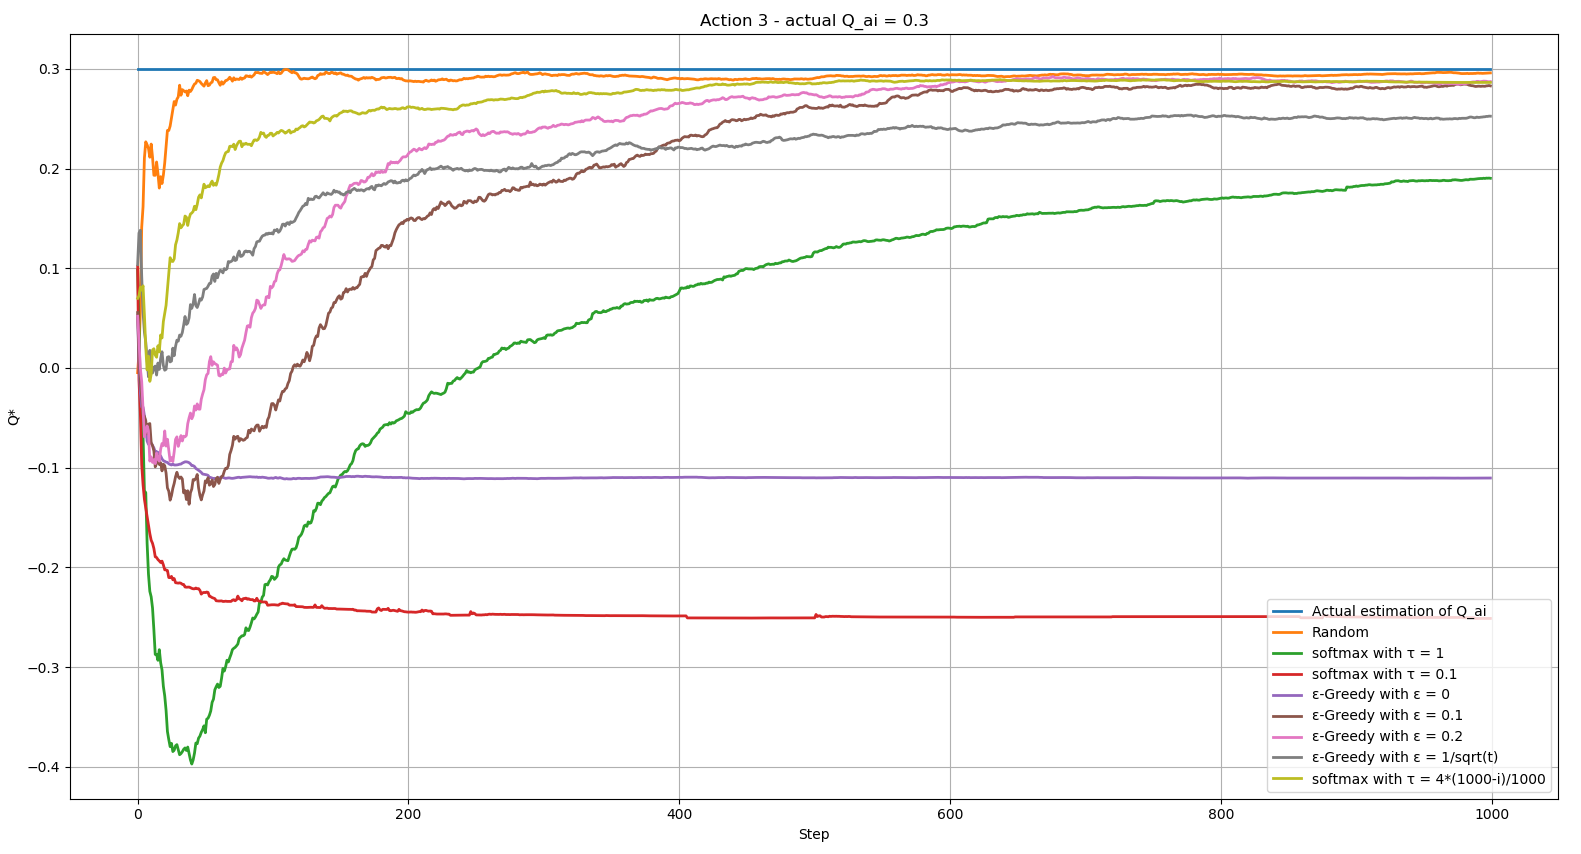 Action 3 - actual Q_ai = 0.3
Q*
0.3
0.2
0.1
0.0
−0.1
−0.2
−0.3
−0.4
0
200
400
600
800
1000
Step
Actual estimation of Q_ai
Random
softmax with τ = 1
softmax with τ = 0.1
ε-Greedy with ε = 0
ε-Greedy with ε = 0.1
ε-Greedy with ε = 0.2
ε-Greedy with ε = 1/sqrt(t)
softmax with τ = 4*(1000-i)/1000